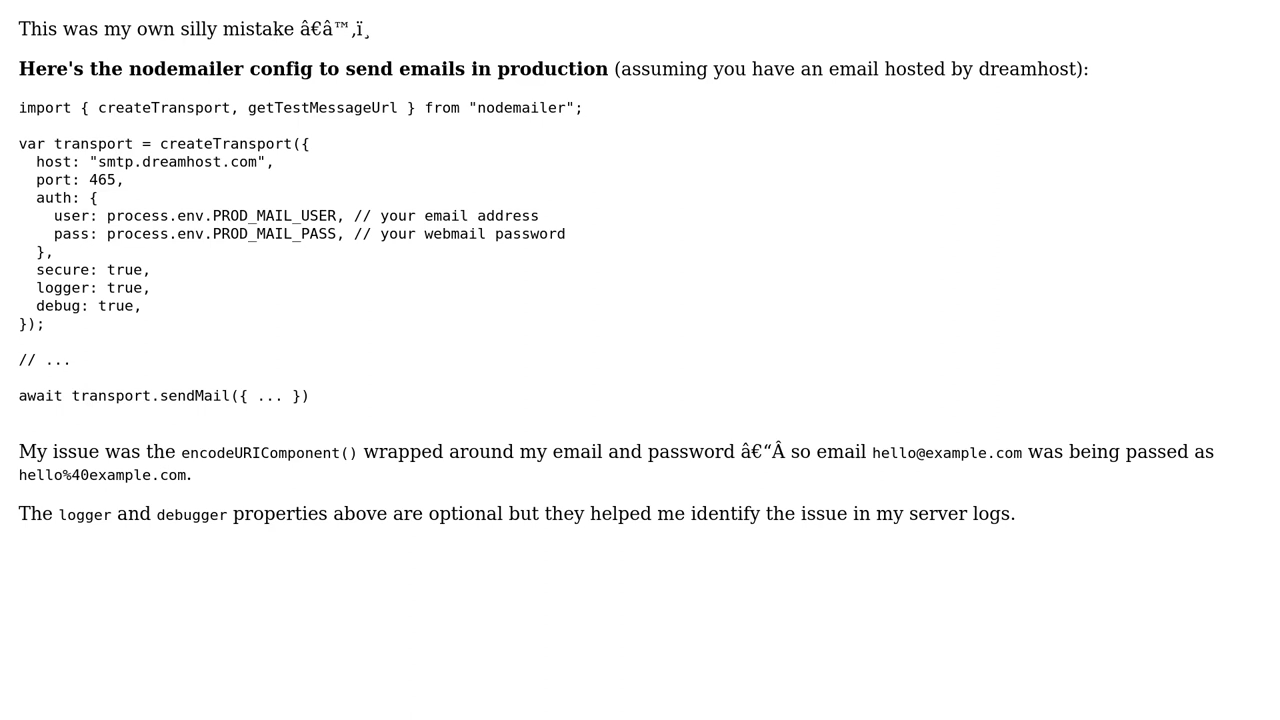 This was my own silly mistake â€â™‚ï¸
Here's the nodemailer config to send emails in production (assuming you have an email hosted by dreamhost):
import { createTransport, getTestMessageUrl } from "nodemailer";
var transport = createTransport({
  host: "smtp.dreamhost.com",
  port: 465,
  auth: {
    user: process.env.PROD_MAIL_USER, // your email address
    pass: process.env.PROD_MAIL_PASS, // your webmail password
  },
  secure: true,
  logger: true,
  debug: true,
});
// ...
await transport.sendMail({ ... })
My issue was the encodeURIComponent() wrapped around my email and password â€“Â so email hello@example.com was being passed as
hello%40example.com.
The logger and debugger properties above are optional but they helped me identify the issue in my server logs.